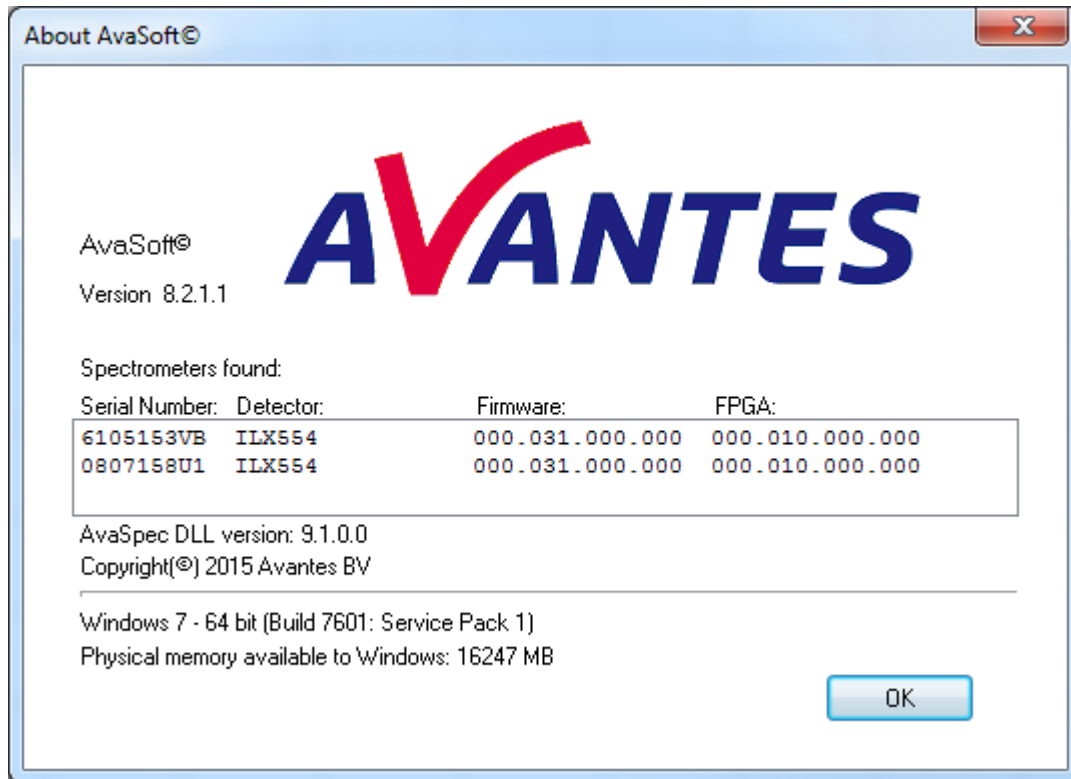 About AvaSoft©
AVANTES
AvaSoft©
Version 8.2.1.1
Spectrometers found:
Serial Number: Detector: Firmware: FPGA:
6105153VB ILX554 000.031.000.000 000.010.000.000
0807158U1 ILX554 000.031.000.000 000.010.000.000
AvaSpec DLL version: 9.1.0.0
Copyright(©) 2015 Avantes BV
Windows 7 - 64 bit (Build 7601: Service Pack 1)
Physical memory available to Windows: 16247 MB
OK